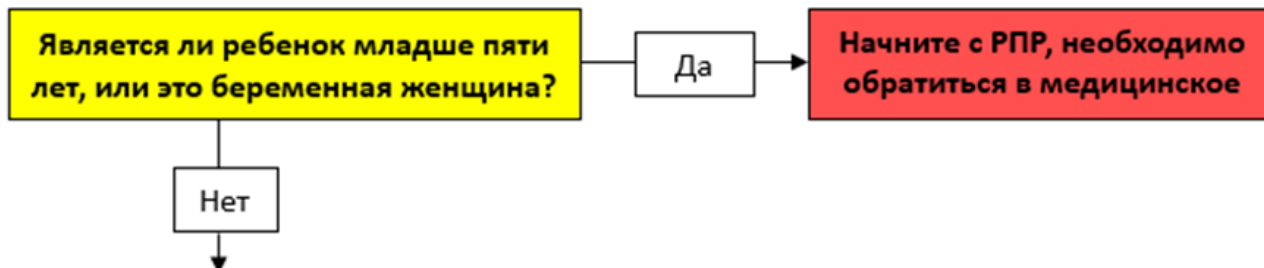 Является ли ребенок младше пяти
лет, или это беременная женщина?
Да
Начните с РПР, необходимо
обратиться в медицинское
Нет